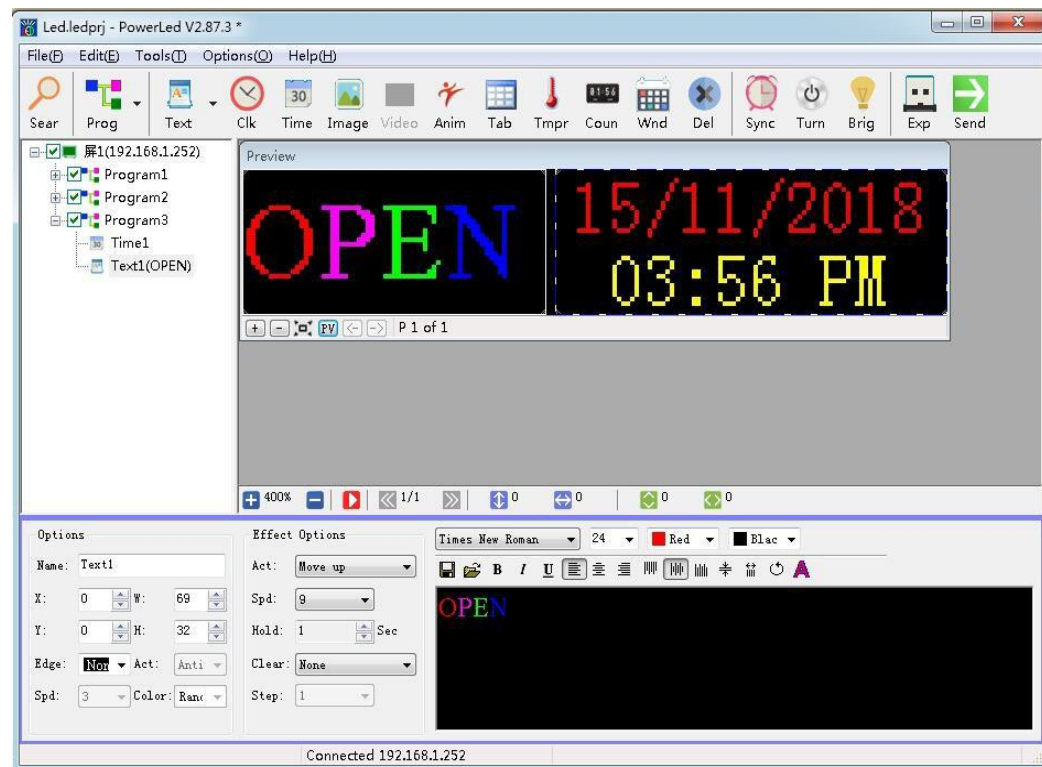 Led.ledprj - PowerLed V2.87.3 *
File(F) Edit(E) Tools(T) Options(O) Help(H)
30 01:56
Sear Prog Text Clk Time Image Video Anim Tab Tmpr Coun Wnd Del Sync Turn Brig Exp Send
屏1(192.168.1.252)
Program1
Program2
Program3
Time1
Text1(OPEN)
Preview
OPEN
15/11/2018
03:56 PM
PV P 1 of 1
400% 1/1 0 0 0 0
Options
Name: Text1
X: 0 W: 69
Y: 0 H: 32
Edge: Non Act: Anti
Spd: 3 Color: Ranc
Effect Options
Act: Move up
Spd: 9
Hold: 1 Sec
Clear: None
Step: 1
Times New Roman 24 Red Blac
B I U A
OPEN
Connected 192.168.1.252